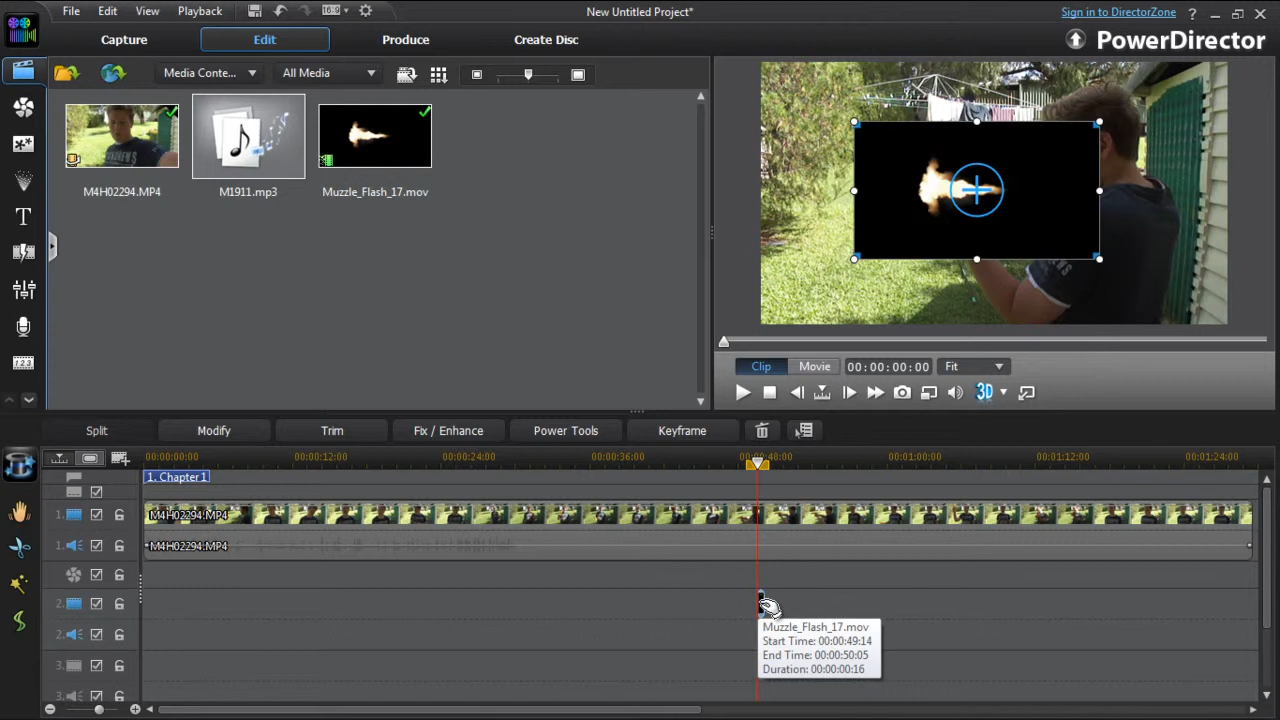 File Edit View Playback 16:9 New Untitled Project* Sign in to DirectorZone ?
Capture Edit Produce Create Disc PowerDirector
Media Conte... All Media
M4H02294.MP4 M1911.mp3 Muzzle_Flash_17.mov
T
1 2 3
Clip Movie 00:00:00:00 Fit
3D
Split Modify Trim Fix / Enhance Power Tools Keyframe
00:00:00:00 00:00:12:00 00:00:24:00 00:00:36:00 00:00:48:00 00:01:00:00 00:01:12:00 00:01:24:00
1. Chapter1
1. M4H02294.MP4
1. M4H02294.MP4
2.
Muzzle_Flash_17.mov
2.
Start Time: 00:00:49:14
End Time: 00:00:50:05
3.
Duration: 00:00:00:16
3.